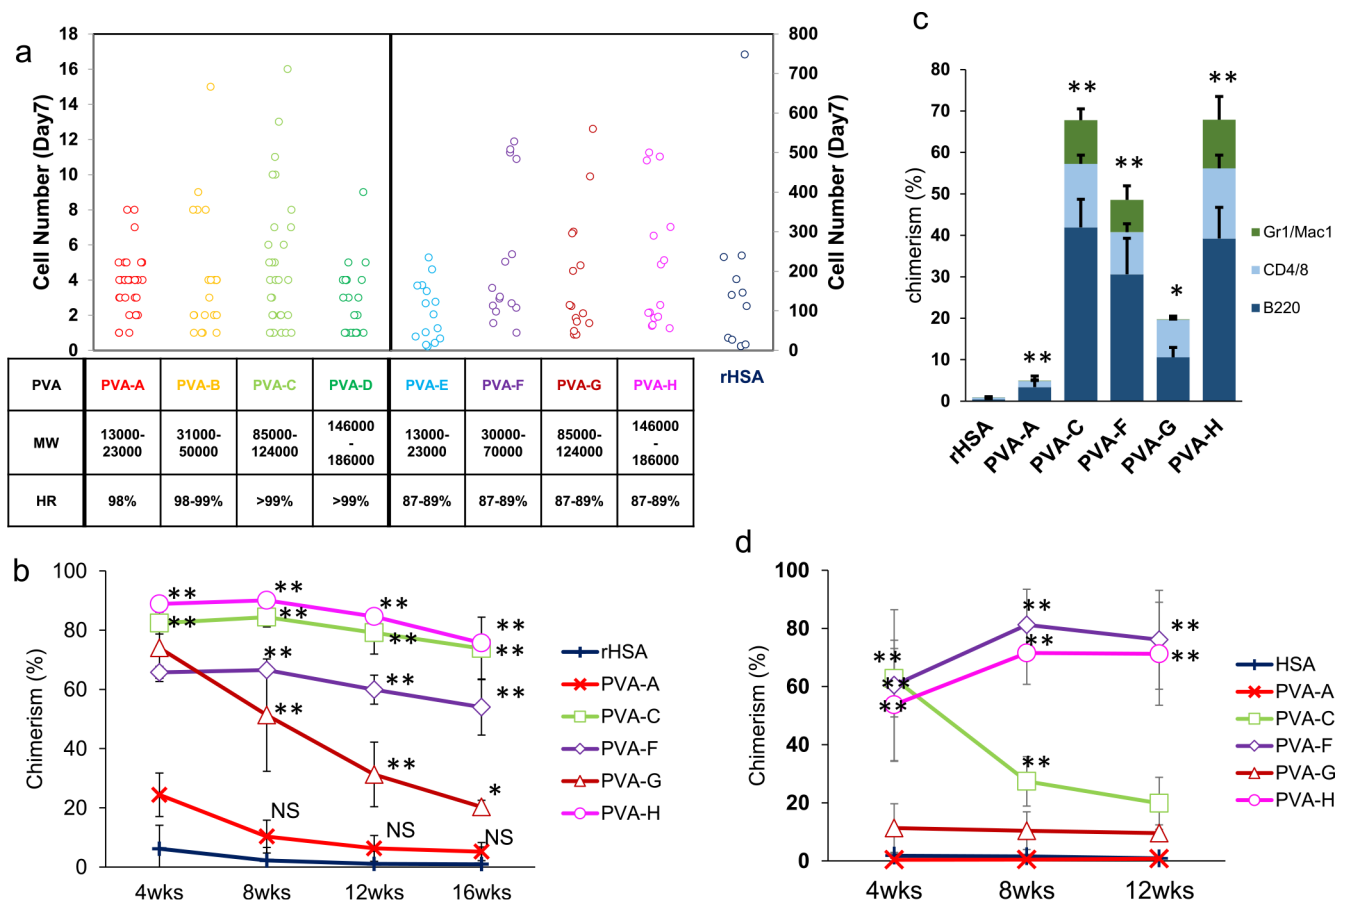 a
Cell Number (Day7)
18
16
14
12
10
8
6
4
2
0
800
700
600
500
400
300
200
100
0
Cell Number (Day7)
rHSA
PVA PVA-A PVA-B PVA-C PVA-D PVA-E PVA-F PVA-G PVA-H
MW 13000-23000 31000-50000 85000-124000 146000-186000 13000-23000 30000-70000 85000-124000 146000-186000
HR 98% 98-99% >99% >99% 87-89% 87-89% 87-89% 87-89%
c
chimerism (%)
80
70
60
50
40
30
20
10
0
**
**
**
*
**
rHSA
PVA-A
PVA-C
PVA-F
PVA-G
PVA-H
Gr1/Mac1
CD4/8
B220
b
Chimerism (%)
100
80
60
40
20
0
** ** ** **
** ** ** **
** ** **
** ** *
NS NS NS
4wks 8wks 12wks 16wks
rHSA
PVA-A
PVA-C
PVA-F
PVA-G
PVA-H
d
Chimerism (%)
100
80
60
40
20
0
** ** **
** ** **
** **
4wks 8wks 12wks
HSA
PVA-A
PVA-C
PVA-F
PVA-G
PVA-H